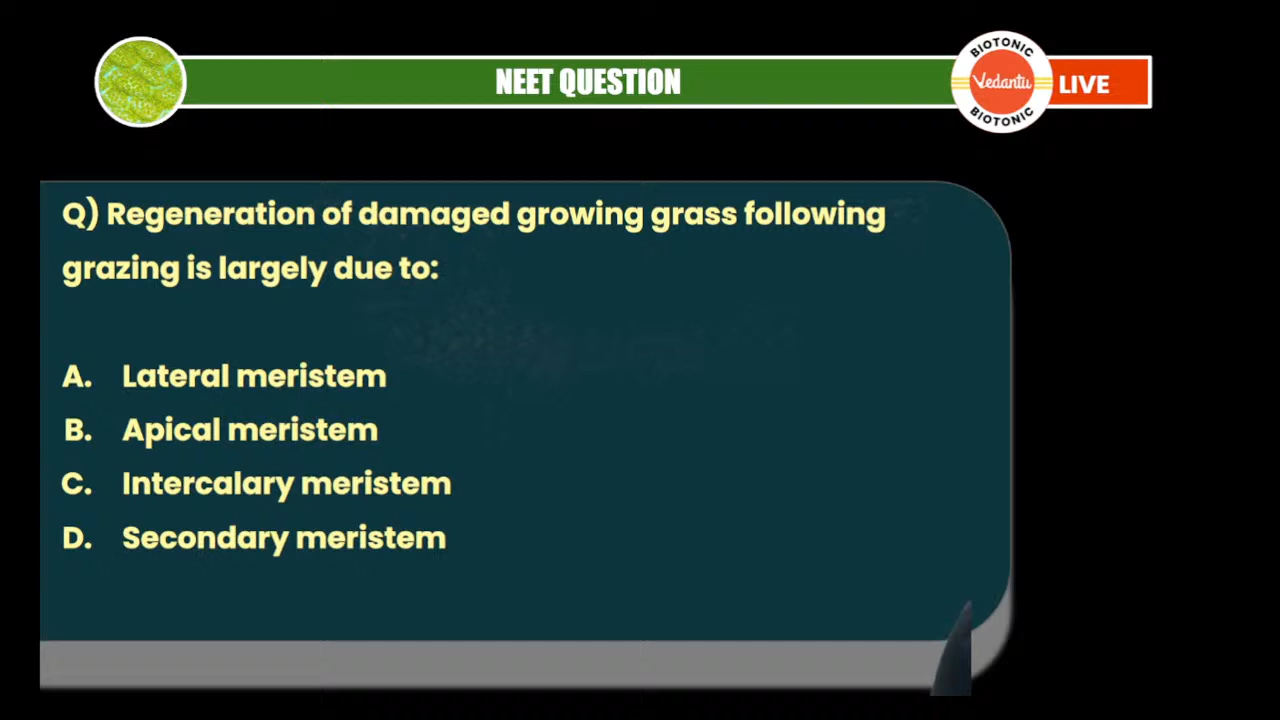 NEET QUESTION
BIOTONIC
Vedantu
BIOTONIC
LIVE
Q) Regeneration of damaged growing grass following
grazing is largely due to:
A. Lateral meristem
B. Apical meristem
C. Intercalary meristem
D. Secondary meristem